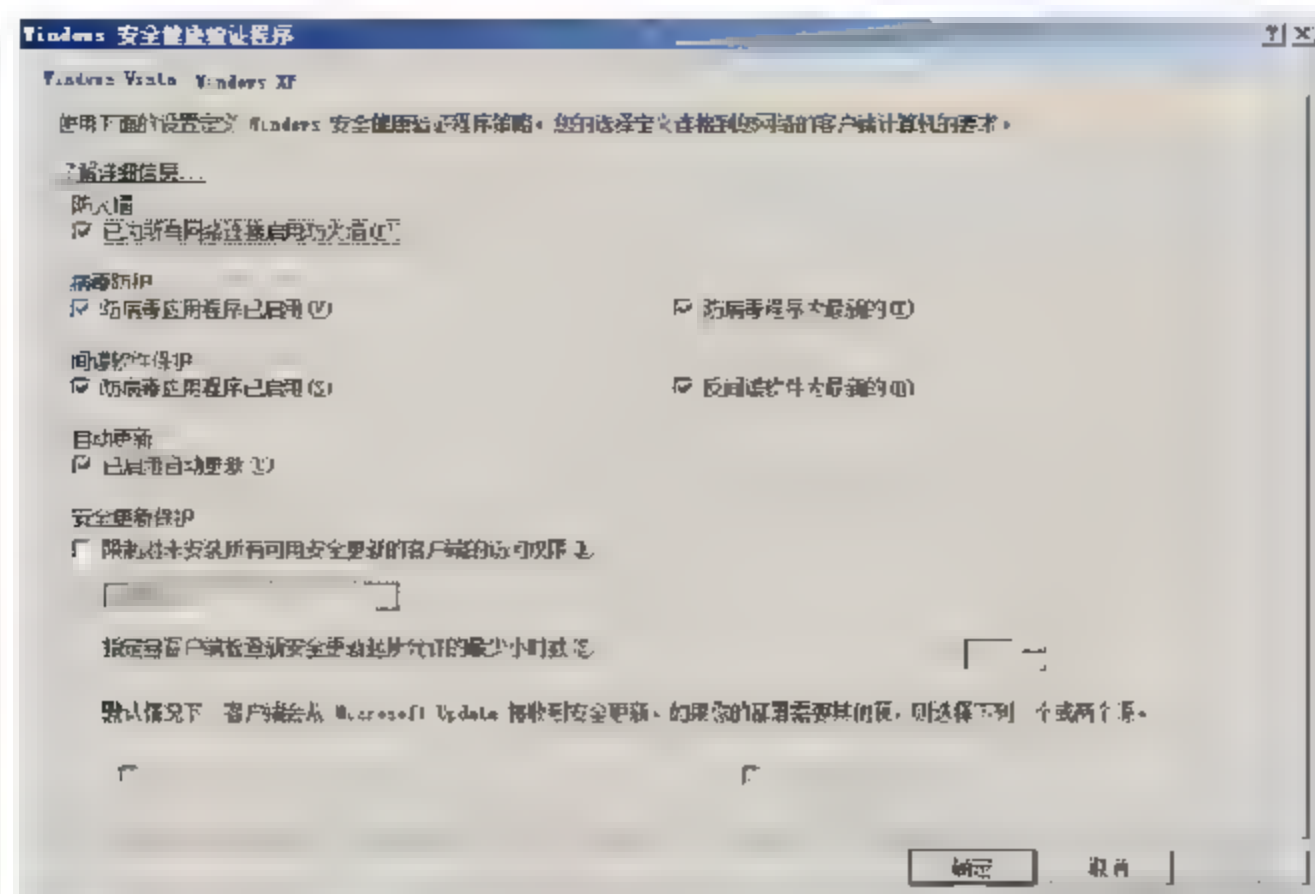 Windows 安全健康验证程序
Windows Vista Windows XP
使用下面的设置定义 Windows 安全健康验证程序策略。您的选择定义连接到您网络的客户端计算机的要求。
了解详细信息...
防火墙
已为所有网络连接启用防火墙(F)
病毒防护
防病毒应用程序已启用(V) 防病毒程序为最新的(T)
间谍软件保护
防病毒应用程序已启用(S) 反间谍软件为最新的
自动更新
已启用自动更新(U)
安全更新保护
限制对未安装所有可用安全更新的客户端的访问权限
指定自客户端检查新安全更新起所允许的最少小时数
默认情况下 客户端会从 Microsoft Update 接收到安全更新。如果您的部署需要其他源,则选择下列一个或两个源。
确定 取消